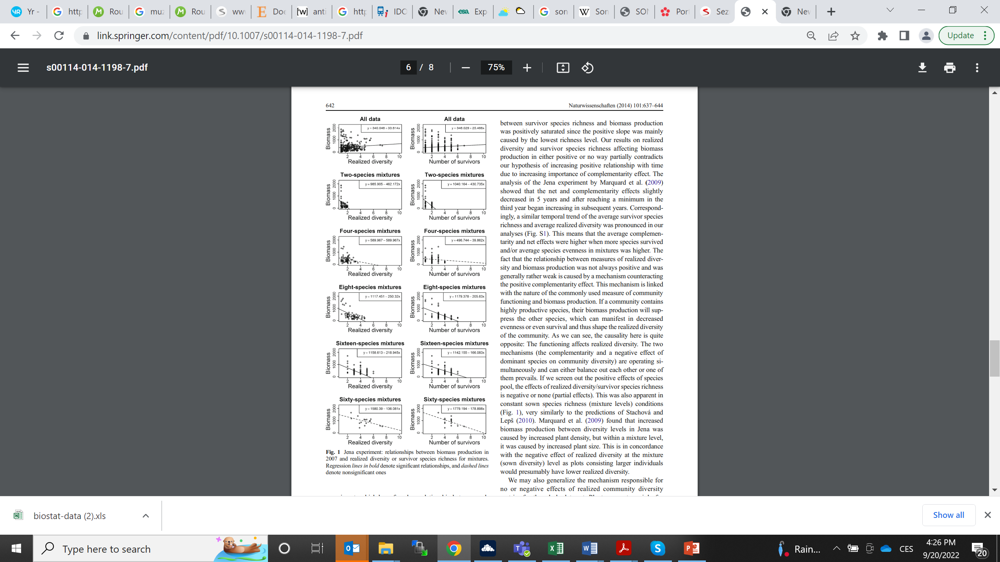 Yr -
http
Rou
muz
Rou
ww
Doe
['w] anti
http
IDO
Nev
esa Exp
son
W Son
SON
Por
Sez
Nev
link.springer.com/content/pdf/10.1007/s00114-014-1198-7.pdf
Update
s00114-014-1198-7.pdf
6 / 8
75%
642
Naturwissenschaften (2014) 101:637–644
All data
y = 340.046 + 33.614x
Biomass
0 1000 2000
2 4 6 8 10
Realized diversity
All data
y = 346.029 + 25.468x
Biomass
0 1000 2000
2 4 6 8 10
Number of survivors
Two-species mixtures
y = 985.905 − 462.172x
Biomass
0 1000 2000
2 4 6 8 10
Realized diversity
Two-species mixtures
y = 1040.164 − 430.735x
Biomass
0 1000 2000
2 4 6 8 10
Number of survivors
Four-species mixtures
y = 589.967 − 589.967x
Biomass
0 1000 2000
2 4 6 8 10
Realized diversity
Four-species mixtures
y = 496.744 − 39.862x
Biomass
0 1000 2000
2 4 6 8 10
Number of survivors
Eight-species mixtures
y = 1117.451 − 250.32x
Biomass
0 1000 2000
2 4 6 8 10
Realized diversity
Eight-species mixtures
y = 1179.378 − 205.63x
Biomass
0 1000 2000
2 4 6 8 10
Number of survivors
Sixteen-species mixtures
y = 1158.613 − 218.945x
Biomass
0 1000 2000
2 4 6 8 10
Realized diversity
Sixteen-species mixtures
y = 1142.155 − 166.083x
Biomass
0 1000 2000
2 4 6 8 10
Number of survivors
Sixty-species mixtures
y = 1580.39 − 136.081x
Biomass
0 1000 2000
2 4 6 8 10
Realized diversity
Sixty-species mixtures
y = 1779.194 − 178.898x
Biomass
0 1000 2000
2 4 6 8 10
Number of survivors
Fig. 1 Jena experiment: relationships between biomass production in
2007 and realized diversity or survivor species richness for mixtures.
Regression lines in bold denote significant relationships, and dashed lines
denote nonsignificant ones
between survivor species richness and biomass production
was positively saturated since the positive slope was mainly
caused by the lowest richness level. Our results on realized
diversity and survivor species richness affecting biomass
production in either positive or no way partially contradicts
our hypothesis of increasing positive relationship with time
due to increasing importance of complementarity effect. The
analysis of the Jena experiment by Marquard et al. (2009)
showed that the net and complementarity effects slightly
decreased in 5 years and after reaching a minimum in the
third year began increasing in subsequent years. Correspond-
ingly, a similar temporal trend of the average survivor species
richness and average realized diversity was pronounced in our
analyses (Fig. S1). This means that the average complemen-
tarity and net effects were higher when more species survived
and/or average species evenness in mixtures was higher. The
fact that the relationship between measures of realized diver-
sity and biomass production was not always positive and was
generally rather weak is caused by a mechanism counteracting
the positive complementarity effect. This mechanism is linked
with the nature of the commonly used measure of community
functioning and biomass production. If a community contains
highly productive species, their biomass production will sup-
press the other species, which can manifest in decreased
evenness or even survival and thus shape the realized diversity
of the community. As we can see, the causality here is quite
opposite: The functioning affects realized diversity. The two
mechanisms (the complementarity and a negative effect of
dominant species on community diversity) are operating si-
multaneously and can either balance out each other or one of
them prevails. If we screen out the positive effects of species
pool, the effects of realized diversity/survivor species richness
is negative or none (partial effects). This was also apparent in
constant sown species richness (mixture levels) conditions
(Fig. 1), very similarly to the predictions of Stachová and
Lepš (2010). Marquard et al. (2009) found that increased
biomass production between diversity levels in Jena was
caused by increased plant density, but within a mixture level,
it was caused by increased plant size. This is in concordance
with the negative effect of realized diversity at the mixture
(sown diversity) level as plots consisting larger individuals
would presumably have lower realized diversity.
We may also generalize the mechanism responsible for
no or negative effects of realized community diversity
biostat-data (2).xls
Show all
Type here to search
Rain...
CES
4:26 PM
9/20/2022
20